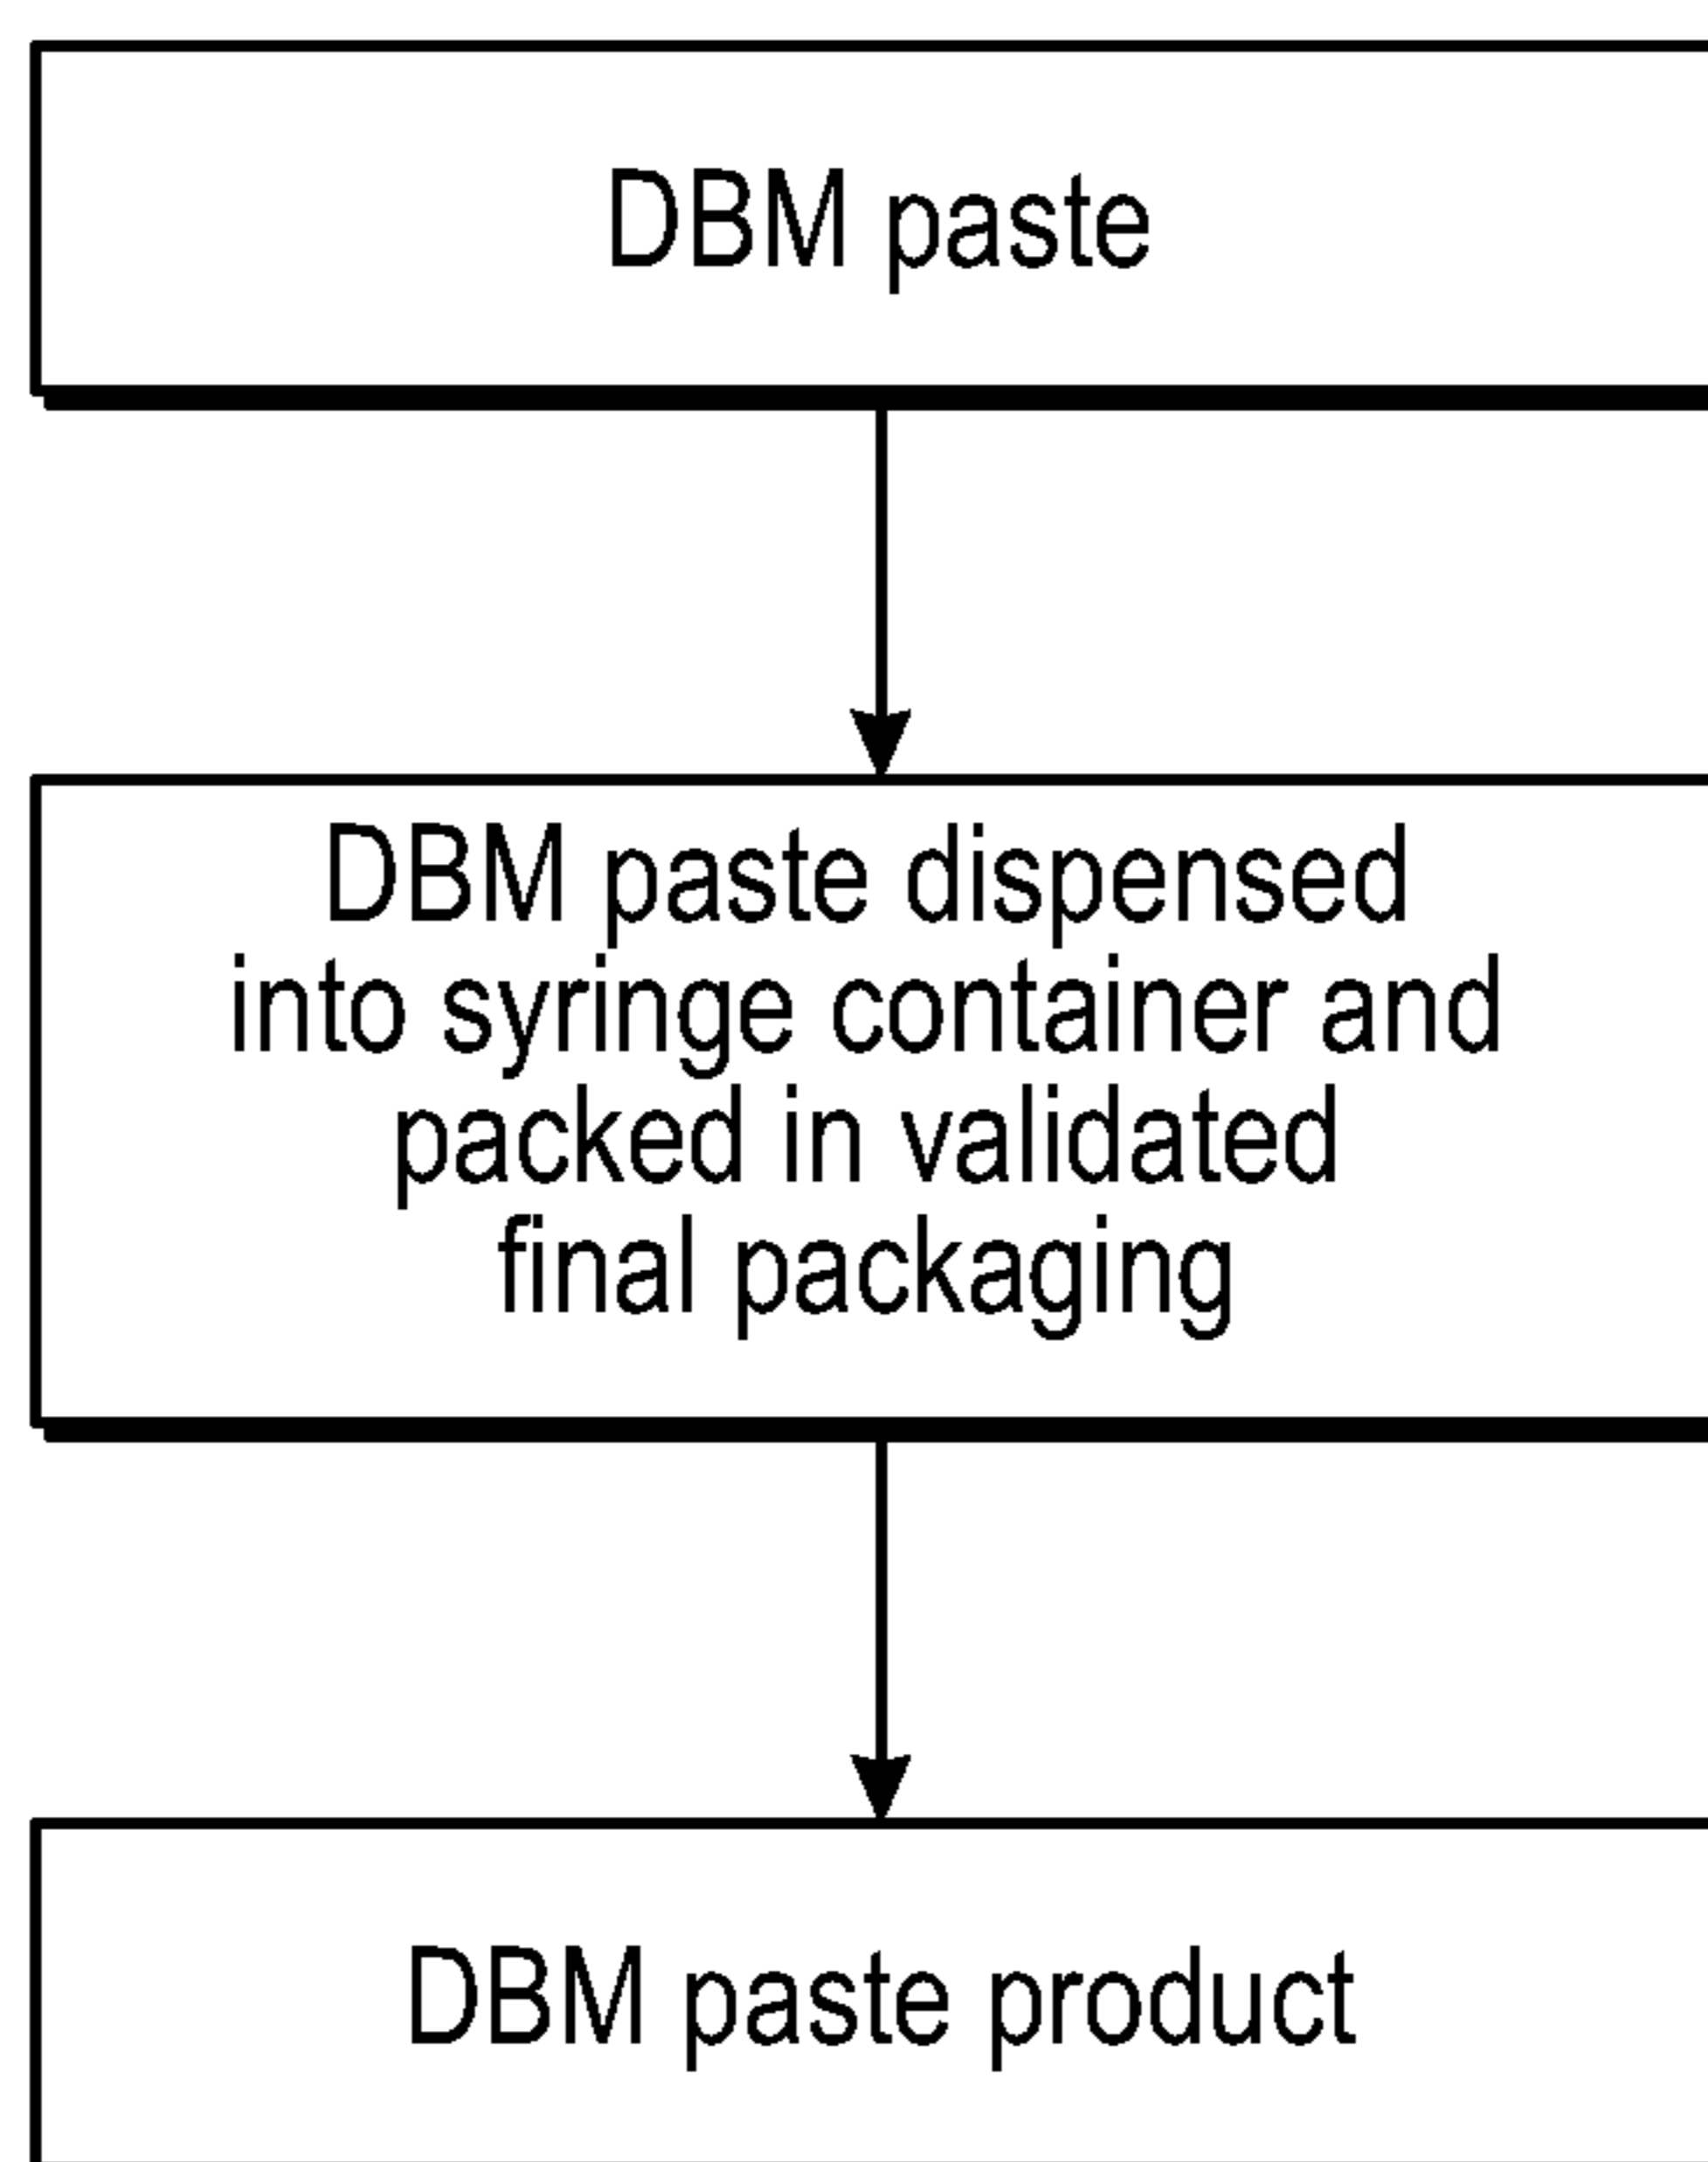 DBM paste
DBM paste dispensed
into syringe container and
packed in validated
final packaging
DBM paste product